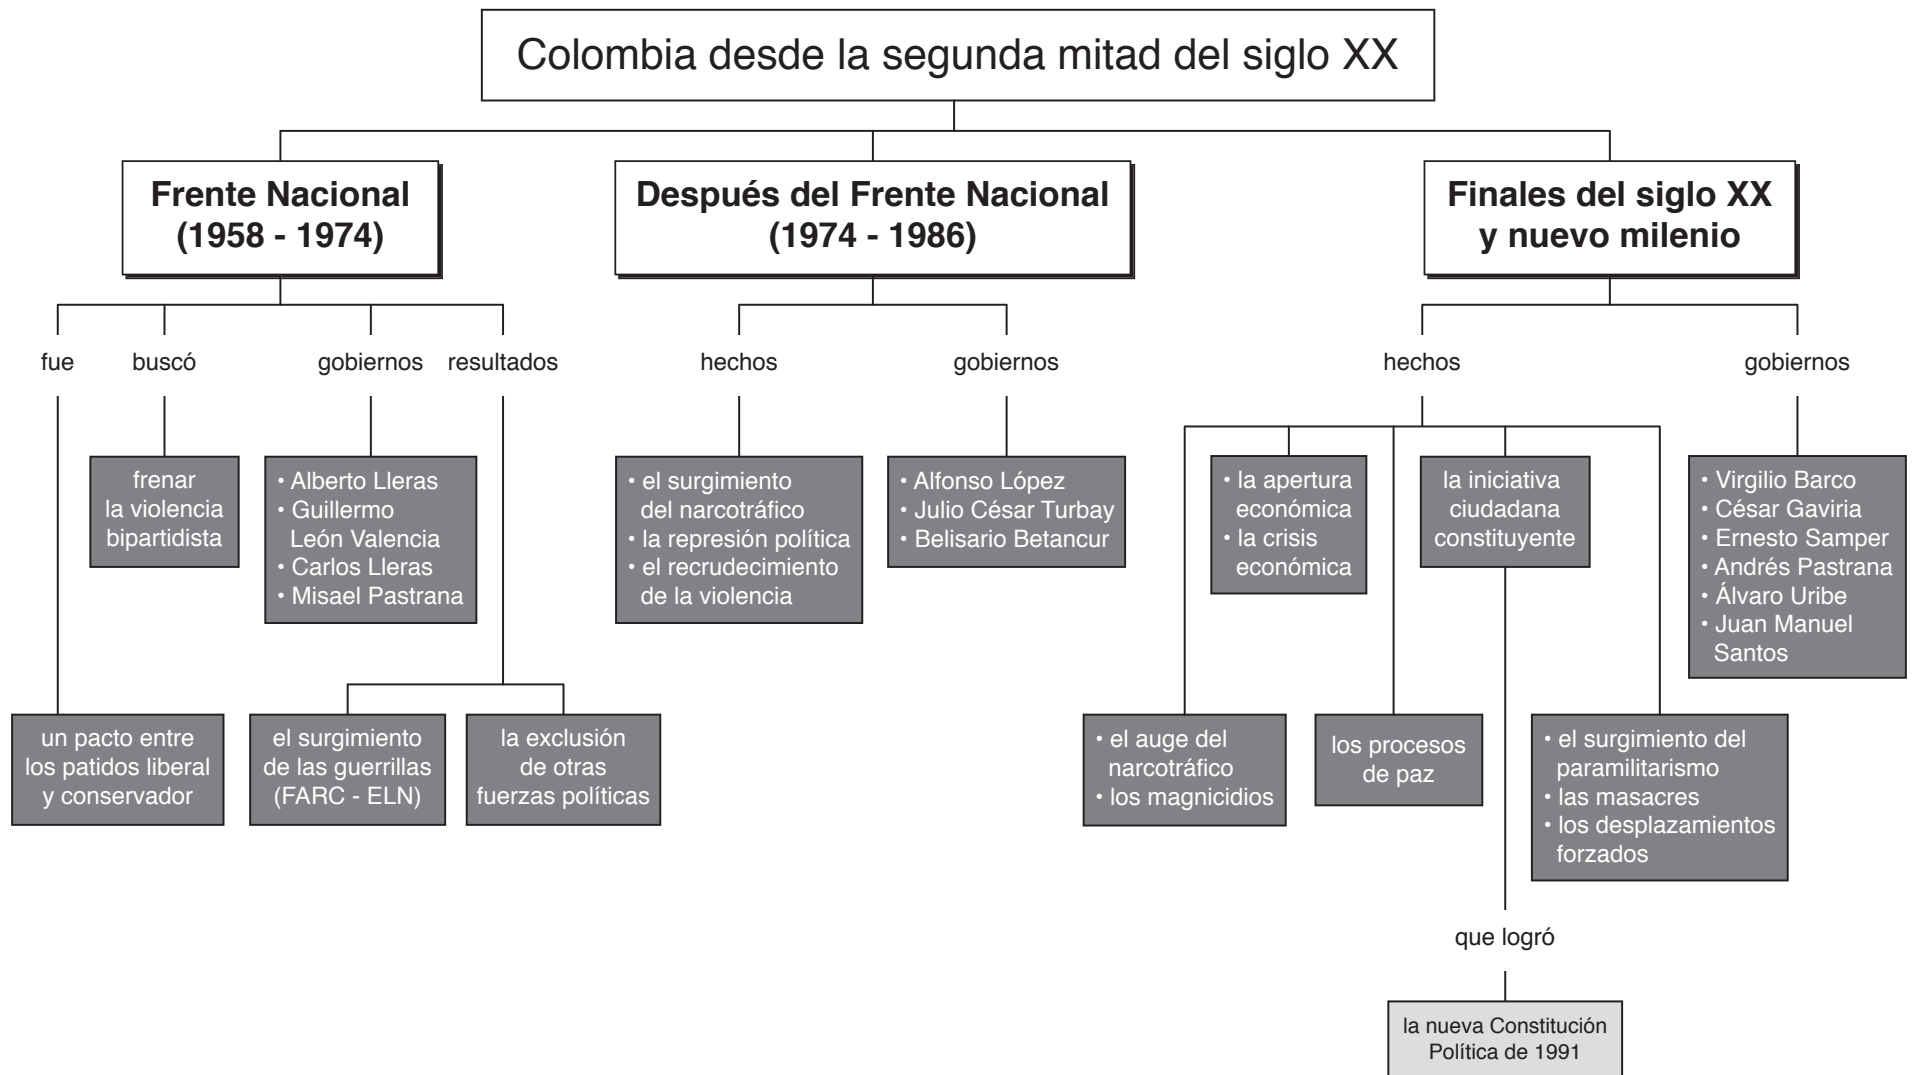 Colombia desde la segunda mitad del siglo XX
Frente Nacional
(1958 - 1974)
fue
buscó
gobiernos
resultados
frenar
la violencia
bipartidista
• Alberto Lleras
• Guillermo
León Valencia
• Carlos Lleras
• Misael Pastrana
un pacto entre
los patidos liberal
y conservador
el surgimiento
de las guerrillas
(FARC - ELN)
la exclusión
de otras
fuerzas políticas
Después del Frente Nacional
(1974 - 1986)
hechos
gobiernos
• el surgimiento
del narcotráfico
• la represión política
• el recrudecimiento
de la violencia
• Alfonso López
• Julio César Turbay
• Belisario Betancur
Finales del siglo XX
y nuevo milenio
hechos
gobiernos
• la apertura
económica
• la crisis
económica
la iniciativa
ciudadana
constituyente
• Virgilio Barco
• César Gaviria
• Ernesto Samper
• Andrés Pastrana
• Álvaro Uribe
• Juan Manuel
Santos
• el auge del
narcotráfico
• los magnicidios
los procesos
de paz
• el surgimiento del
paramilitarismo
• las masacres
• los desplazamientos
forzados
que logró
la nueva Constitución
Política de 1991